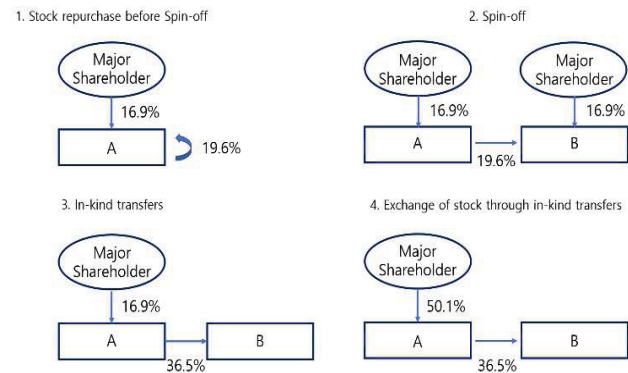 1. Stock repurchase before Spin-off
Major
Shareholder
16.9%
A
19.6%
2. Spin-off
Major
Shareholder
Major
Shareholder
16.9%
16.9%
A
19.6%
B
3. In-kind transfers
Major
Shareholder
16.9%
A
36.5%
B
4. Exchange of stock through in-kind transfers
Major
Shareholder
50.1%
A
36.5%
B